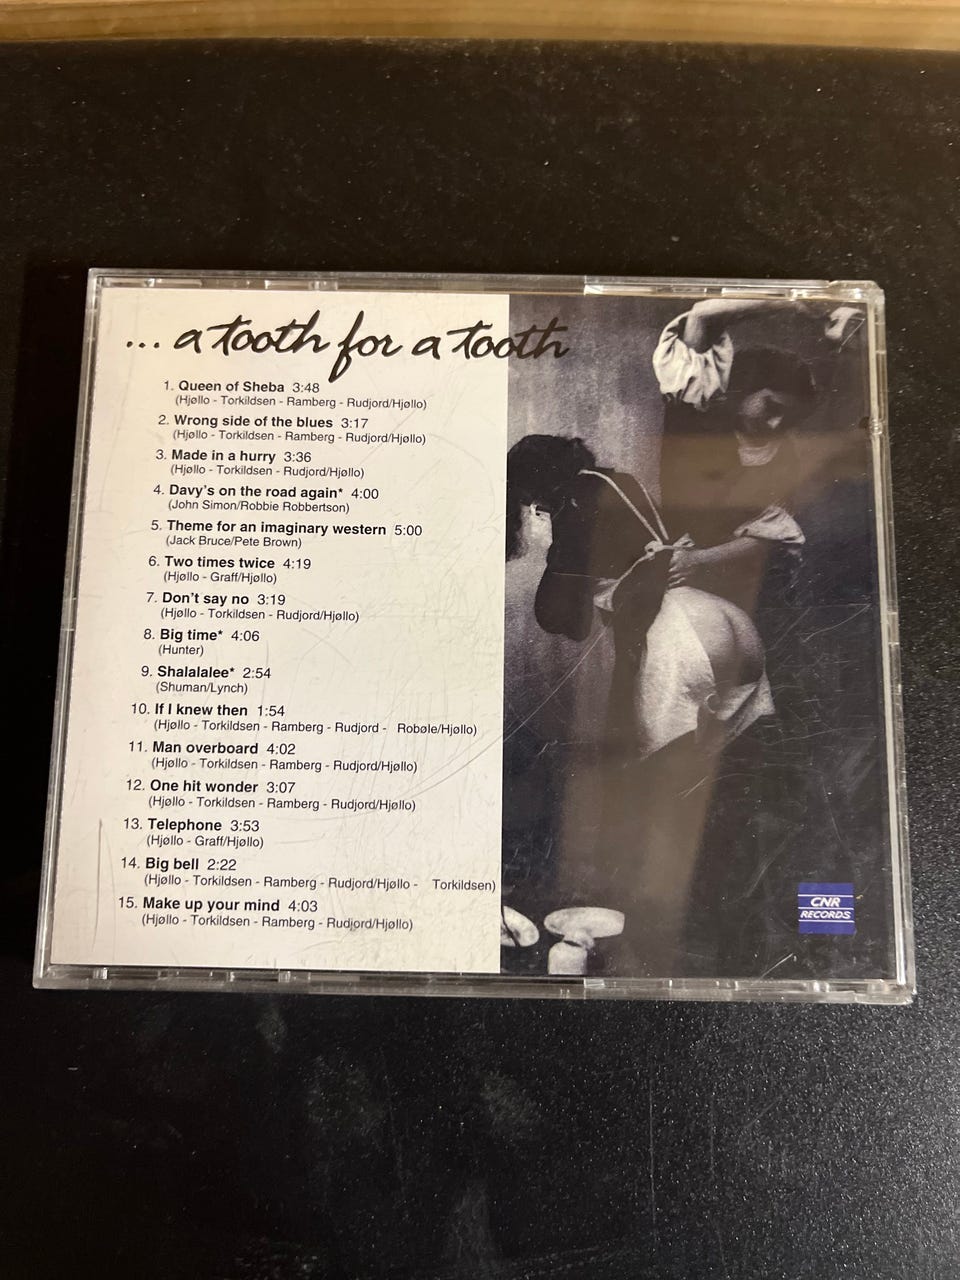 ... a tooth for a tooth
1. Queen of Sheba 3:48
(Hjøllo - Torkildsen - Ramberg - Rudjord/Hjøllo)
2. Wrong side of the blues 3:17
(Hjøllo - Torkildsen - Ramberg - Rudjord/Hjøllo)
3. Made in a hurry 3:36
(Hjøllo - Torkildsen - Rudjord/Hjøllo)
4. Davy's on the road again* 4:00
(John Simon/Robbie Robbertson)
5. Theme for an imaginary western 5:00
(Jack Bruce/Pete Brown)
6. Two times twice 4:19
(Hjøllo - Graff/Hjøllo)
7. Don't say no 3:19
(Hjøllo - Torkildsen - Rudjord/Hjøllo)
8. Big time* 4:06
(Hunter)
9. Shalalalee* 2:54
(Shuman/Lynch)
10. If I knew then 1:54
(Hjøllo - Torkildsen - Ramberg - Rudjord - Robøle/Hjøllo)
11. Man overboard 4:02
(Hjøllo - Torkildsen - Ramberg - Rudjord/Hjøllo)
12. One hit wonder 3:07
(Hjøllo - Torkildsen - Ramberg - Rudjord/Hjøllo)
13. Telephone 3:53
(Hjøllo - Graff/Hjøllo)
14. Big bell 2:22
(Hjøllo - Torkildsen - Ramberg - Rudjord/Hjøllo - Torkildsen)
15. Make up your mind 4:03
(Hjøllo - Torkildsen - Ramberg - Rudjord/Hjøllo)
CNR
RECORDS